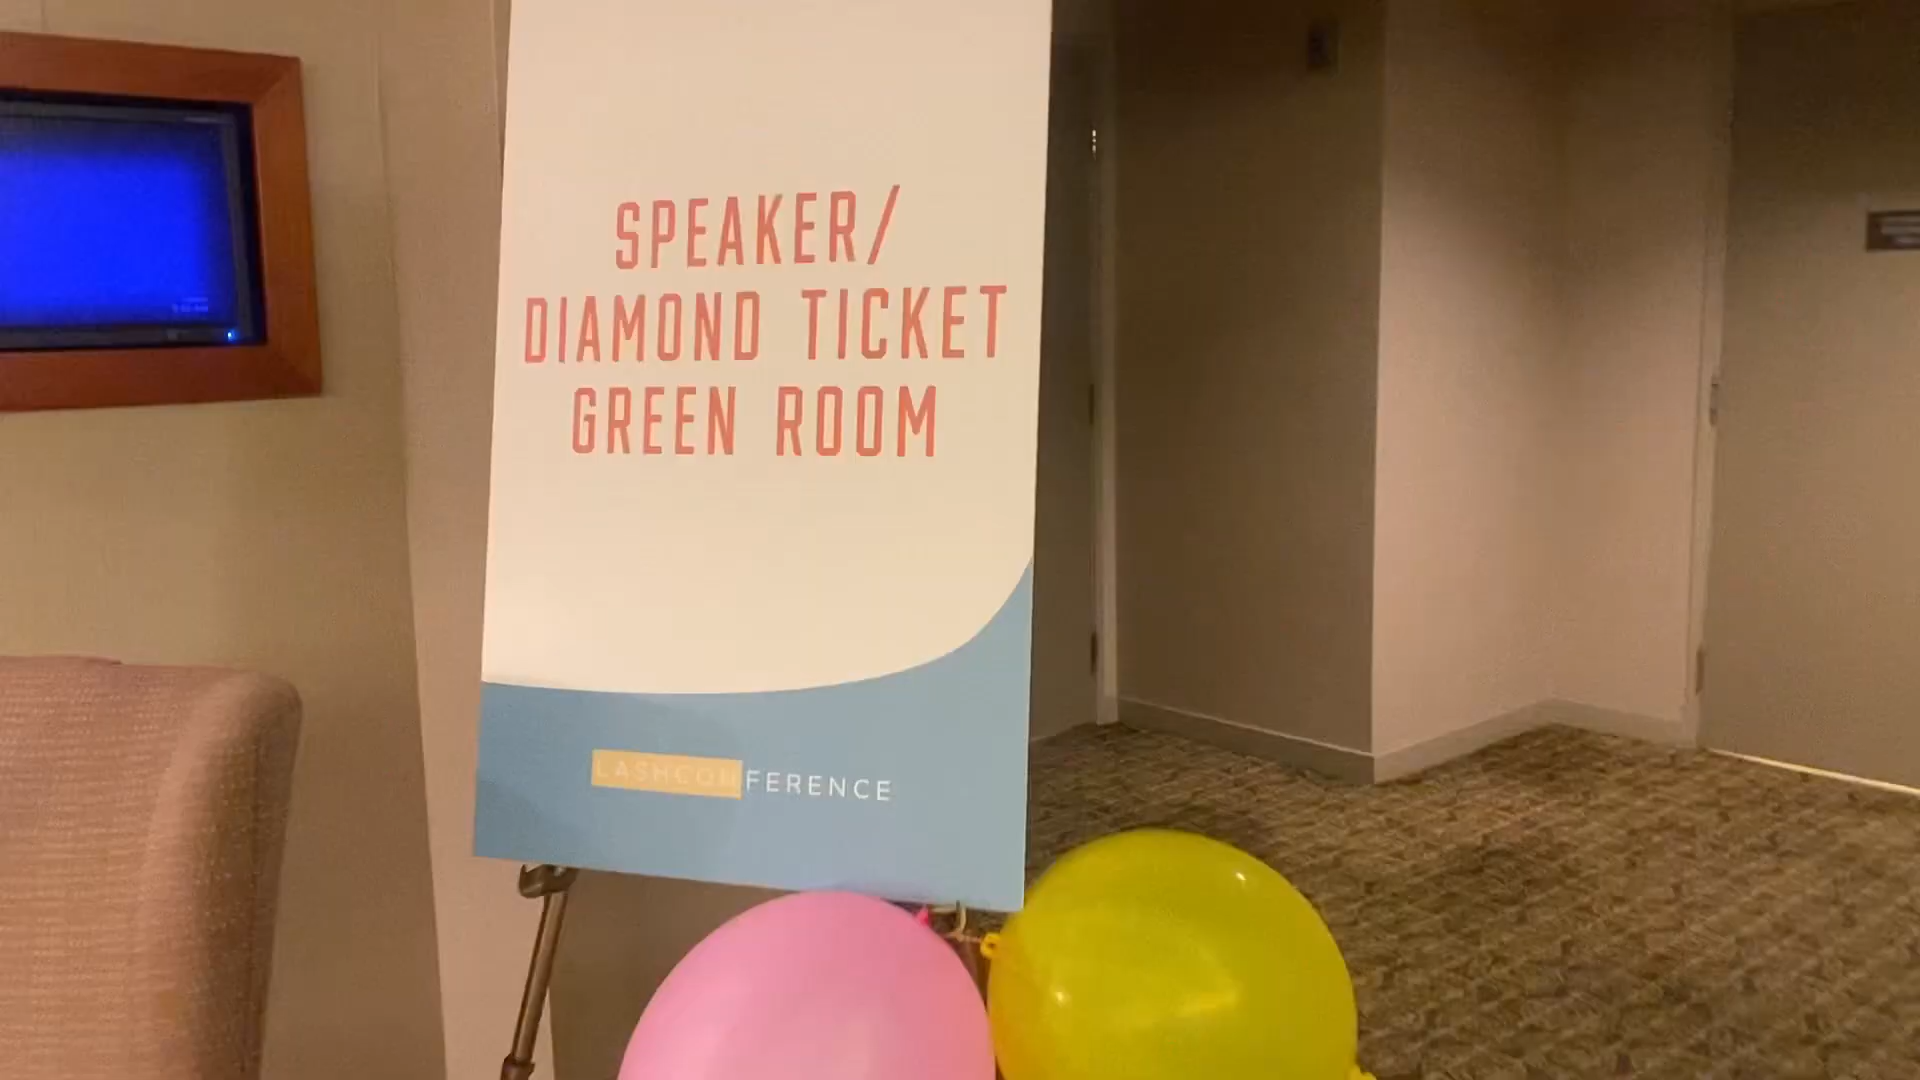 SPEAKER/
DIAMOND TICKET
GREEN ROOM
LASHCONFERENCE